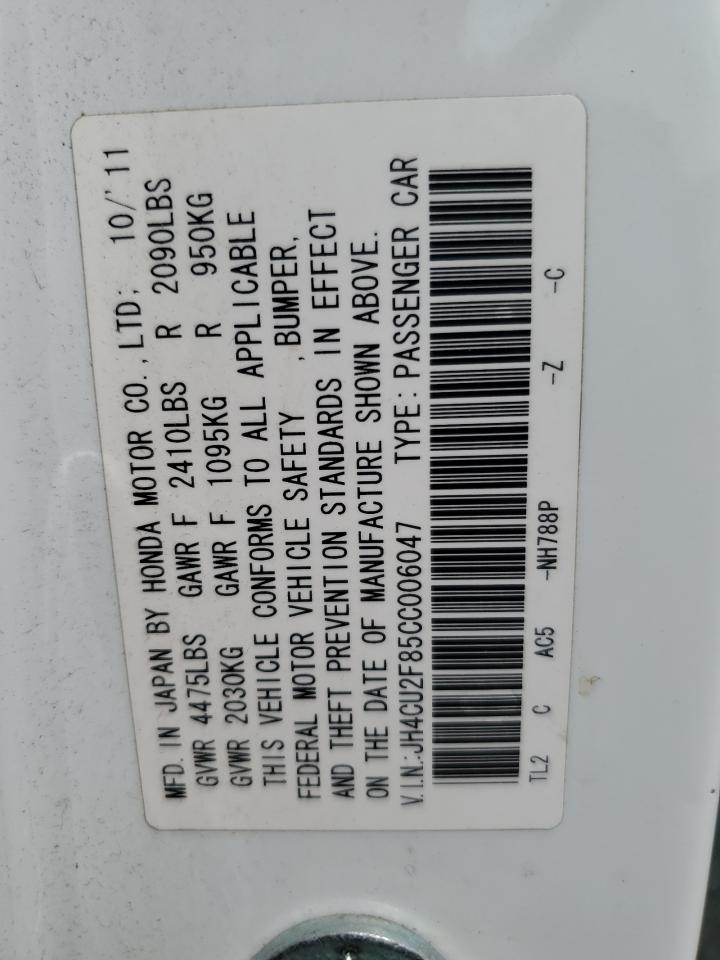 MFD. IN JAPAN BY HONDA MOTOR CO., LTD; 10/'11
GVWR 4475LBS GAWR F 2410LBS R 2090LBS
GVWR 2030KG GAWR F 1095KG R 950KG
THIS VEHICLE CONFORMS TO ALL APPLICABLE
FEDERAL MOTOR VEHICLE SAFETY , BUMPER,
AND THEFT PREVENTION STANDARDS IN EFFECT
ON THE DATE OF MANUFACTURE SHOWN ABOVE.
V.I.N:JH4CU2F85CC006047 TYPE: PASSENGER CAR
TL2 C AC5 -NH788P -Z -C